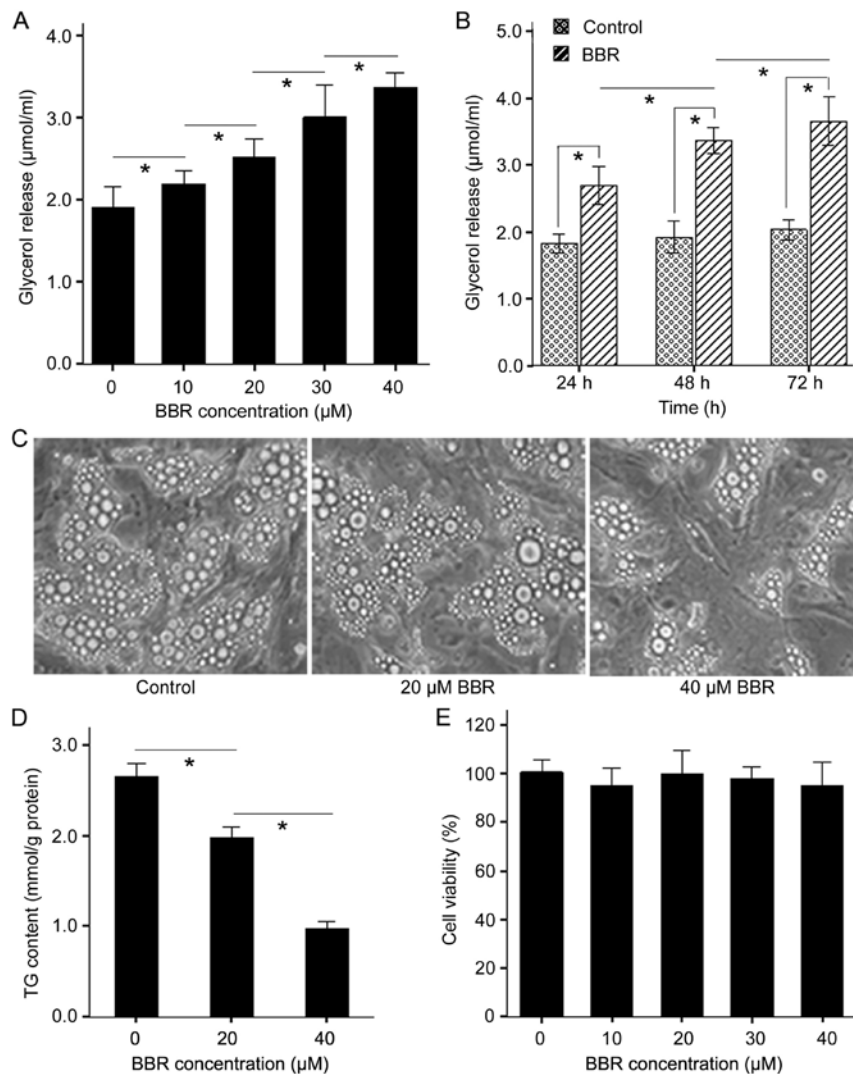 A
Glycerol release (µmol/ml)
4.0
3.0
2.0
1.0
0.0
*
*
*
*
0 10 20 30 40
BBR concentration (µM)
B
Control
BBR
Glycerol release (µmol/ml)
5.0
4.0
3.0
2.0
1.0
0.0
*
*
*
*
*
24 h 48 h 72 h
Time (h)
C
Control 20 µM BBR 40 µM BBR
D
TG content (mmol/g protein)
3.0
2.0
1.0
0.0
*
*
0 20 40
BBR concentration (µM)
E
Cell viability (%)
120
100
80
60
40
20
0
0 10 20 30 40
BBR concentration (µM)